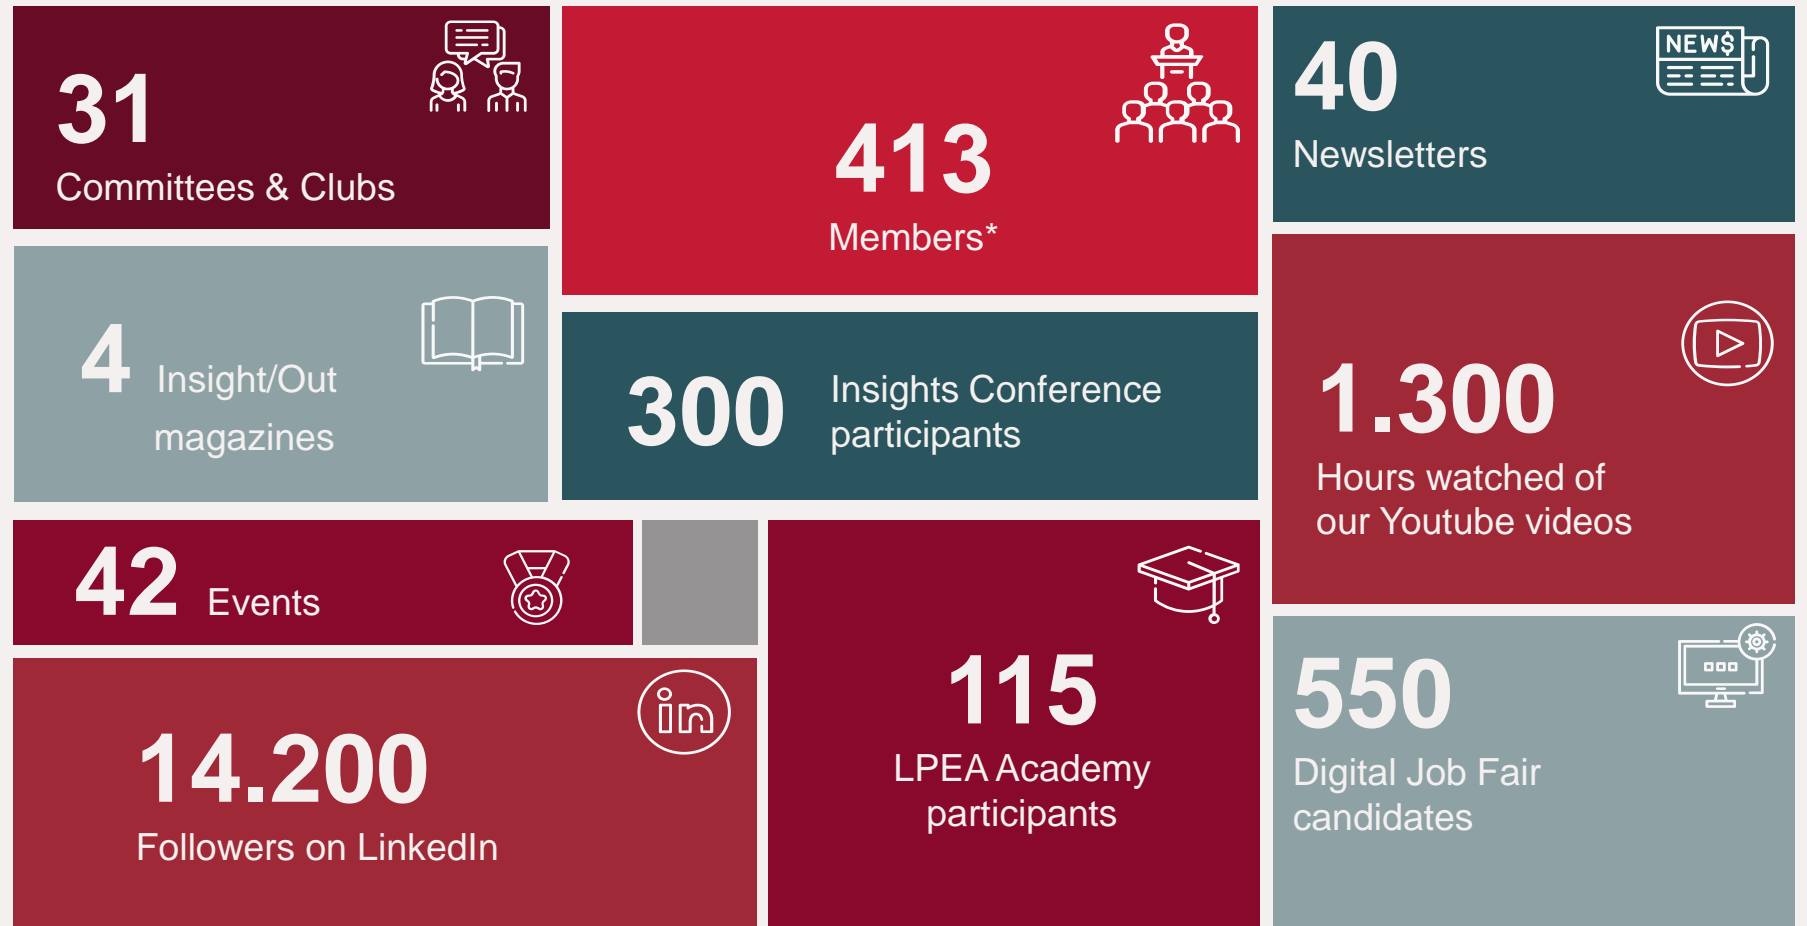 31
Committees & Clubs
413
Members*
NEW$
40
Newsletters
4 Insight/Out
magazines
300
Insights Conference
participants
1.300
Hours watched of
our Youtube videos
42 Events
in
14.200
Followers on LinkedIn
115
LPEA Academy
participants
550
Digital Job Fair
candidates